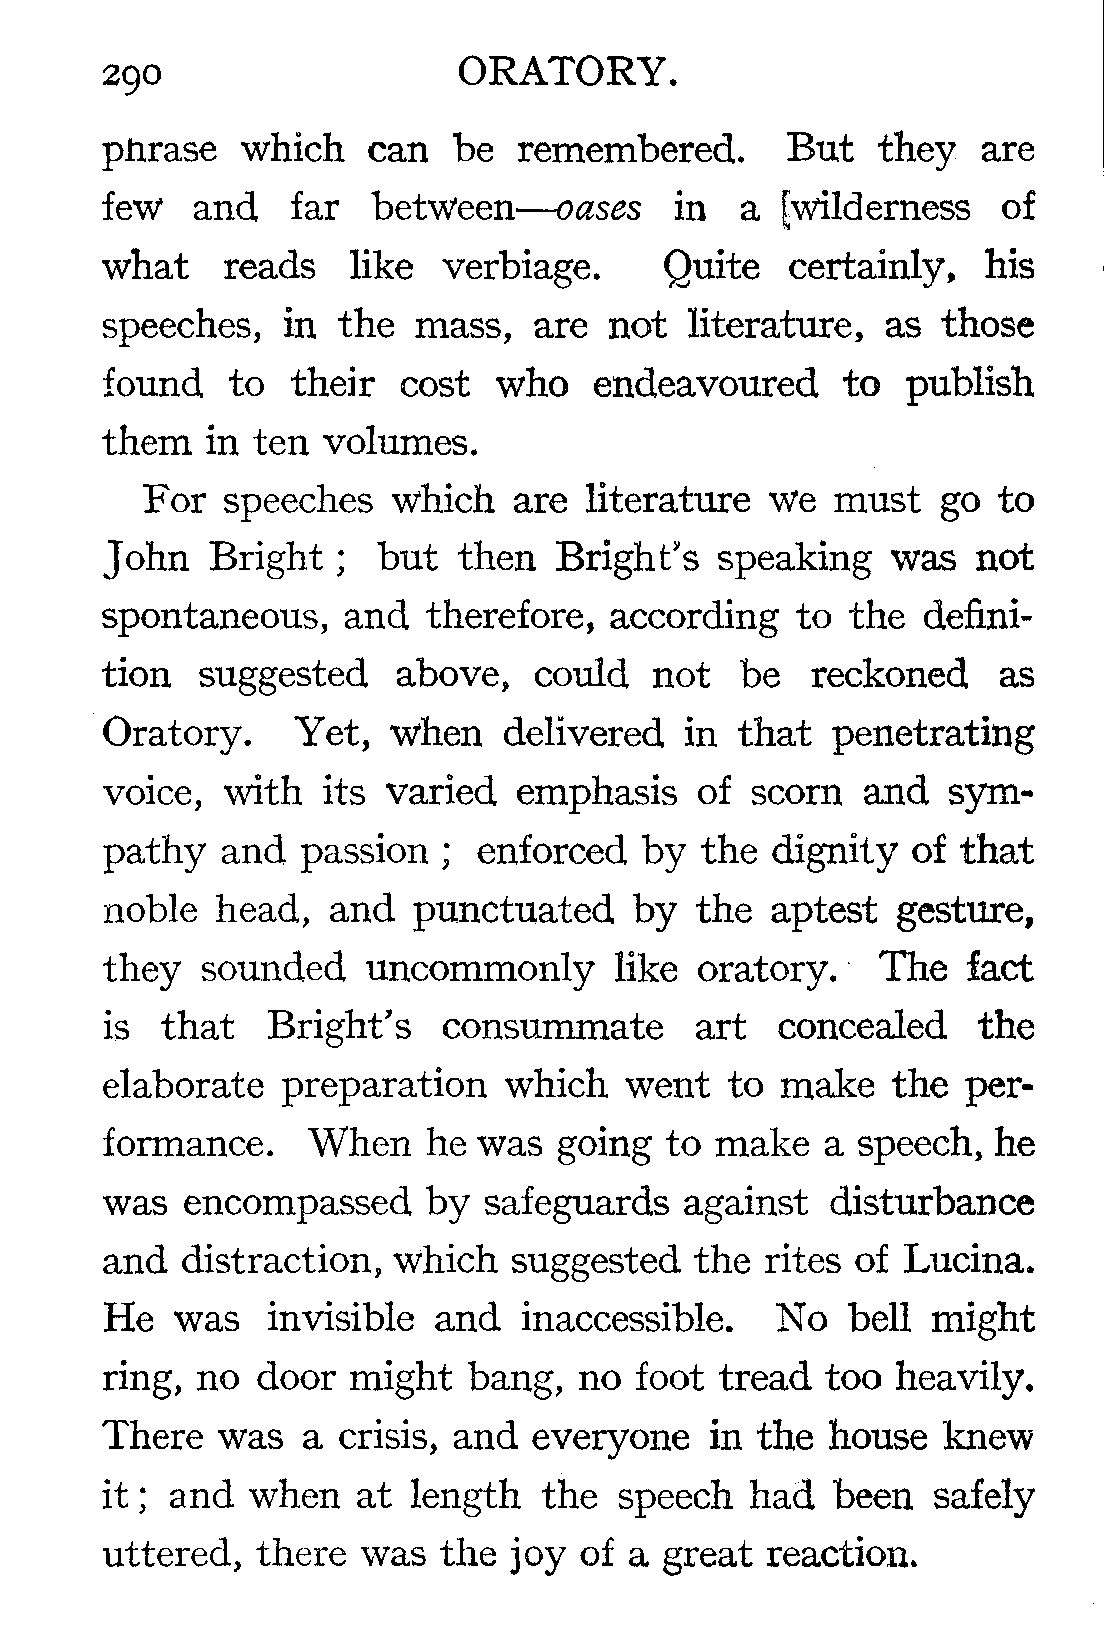 290 ORATORY.
phrase which can be remembered. But they are
few and far between—oases in a [wilderness of
what reads like verbiage. Quite certainly, his
speeches, in the mass, are not literature, as those
found to their cost who endeavoured to publish
them in ten volumes.
For speeches which are literature we must go to
John Bright ; but then Bright's speaking was not
spontaneous, and therefore, according to the defini-
tion suggested above, could not be reckoned as
Oratory. Yet, when delivered in that penetrating
voice, with its varied emphasis of scorn and sym-
pathy and passion ; enforced by the dignity of that
noble head, and punctuated by the aptest gesture,
they sounded uncommonly like oratory. The fact
is that Bright's consummate art concealed the
elaborate preparation which went to make the per-
formance. When he was going to make a speech, he
was encompassed by safeguards against disturbance
and distraction, which suggested the rites of Lucina.
He was invisible and inaccessible. No bell might
ring, no door might bang, no foot tread too heavily.
There was a crisis, and everyone in the house knew
it ; and when at length the speech had been safely
uttered, there was the joy of a great reaction.